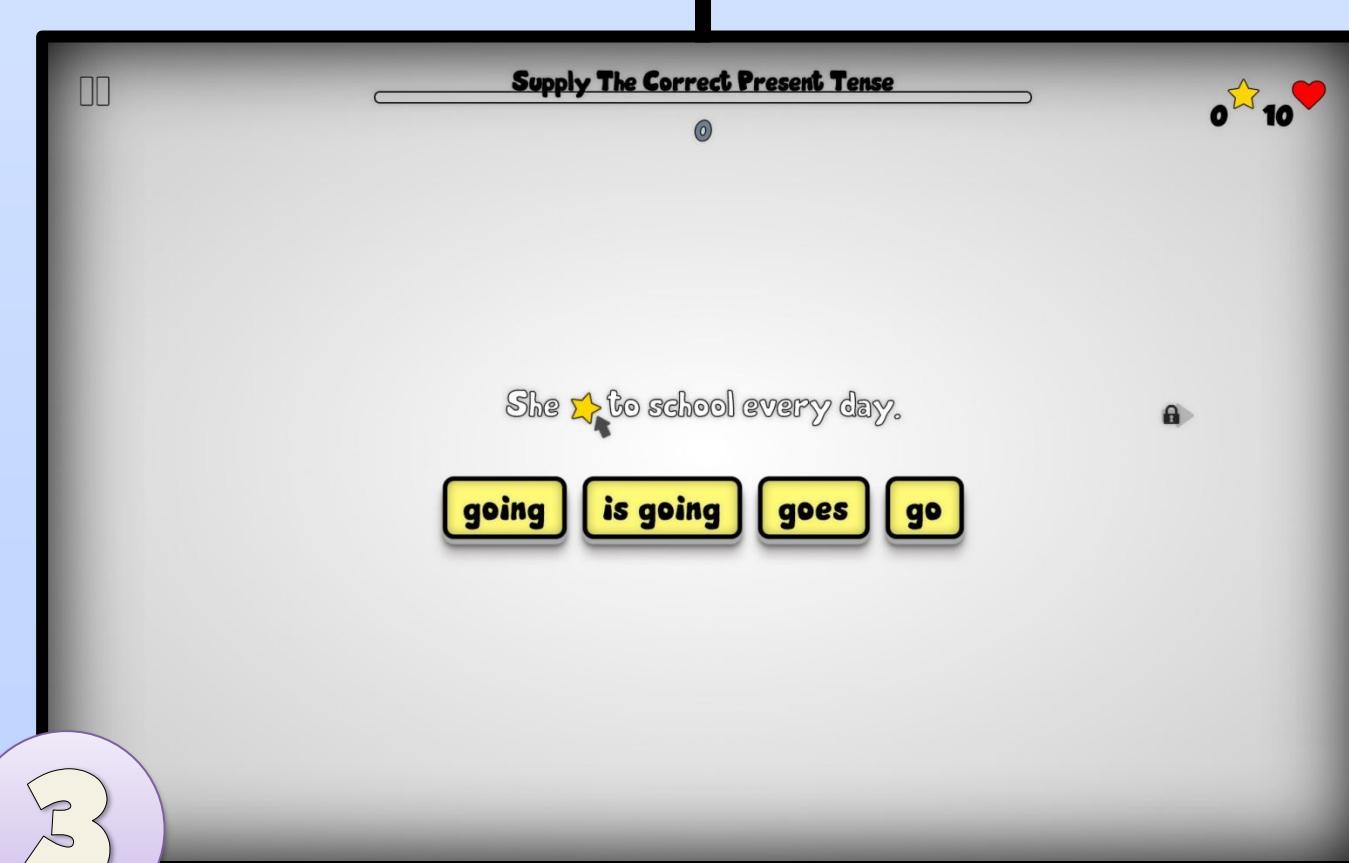 Supply The Correct Present Tense
0
0 10
She to school every day.
going is going goes go
3